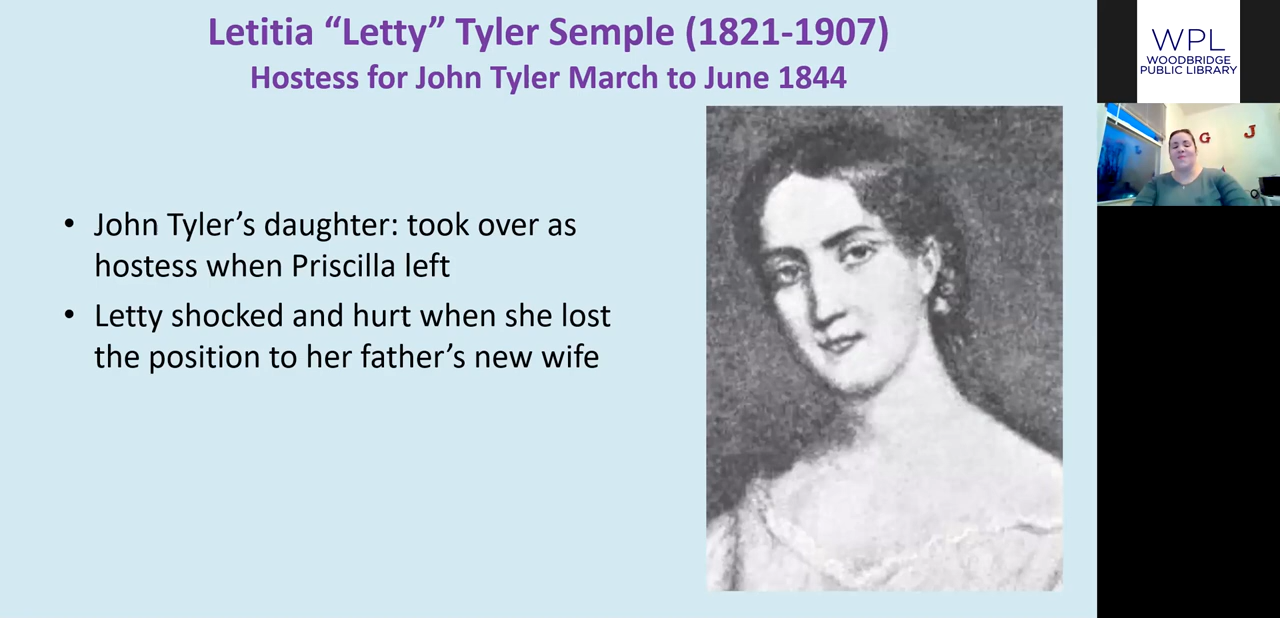 Letitia “Letty” Tyler Semple (1821-1907)
Hostess for John Tyler March to June 1844
• John Tyler’s daughter: took over as
hostess when Priscilla left
• Letty shocked and hurt when she lost
the position to her father’s new wife
WPL
WOODBRIDGE
PUBLIC LIBRARY
G J